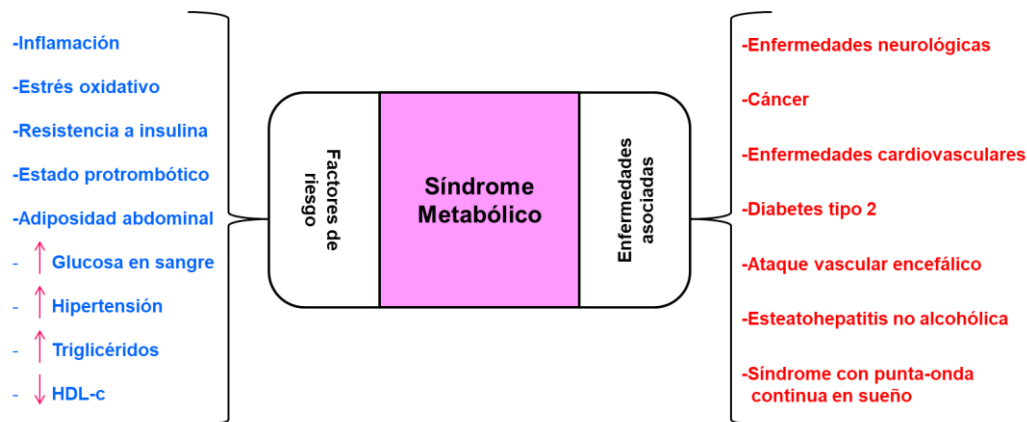 -Inflamación
-Estrés oxidativo
-Resistencia a insulina
-Estado protrombótico
-Adiposidad abdominal
- ↑ Glucosa en sangre
- ↑ Hipertensión
- ↑ Triglicéridos
- ↓ HDL-c
Factores de
riesgo
Síndrome
Metabólico
Enfermedades
asociadas
-Enfermedades neurológicas
-Cáncer
-Enfermedades cardiovasculares
-Diabetes tipo 2
-Ataque vascular encefálico
-Esteatohepatitis no alcohólica
-Síndrome con punta-onda
continua en sueño